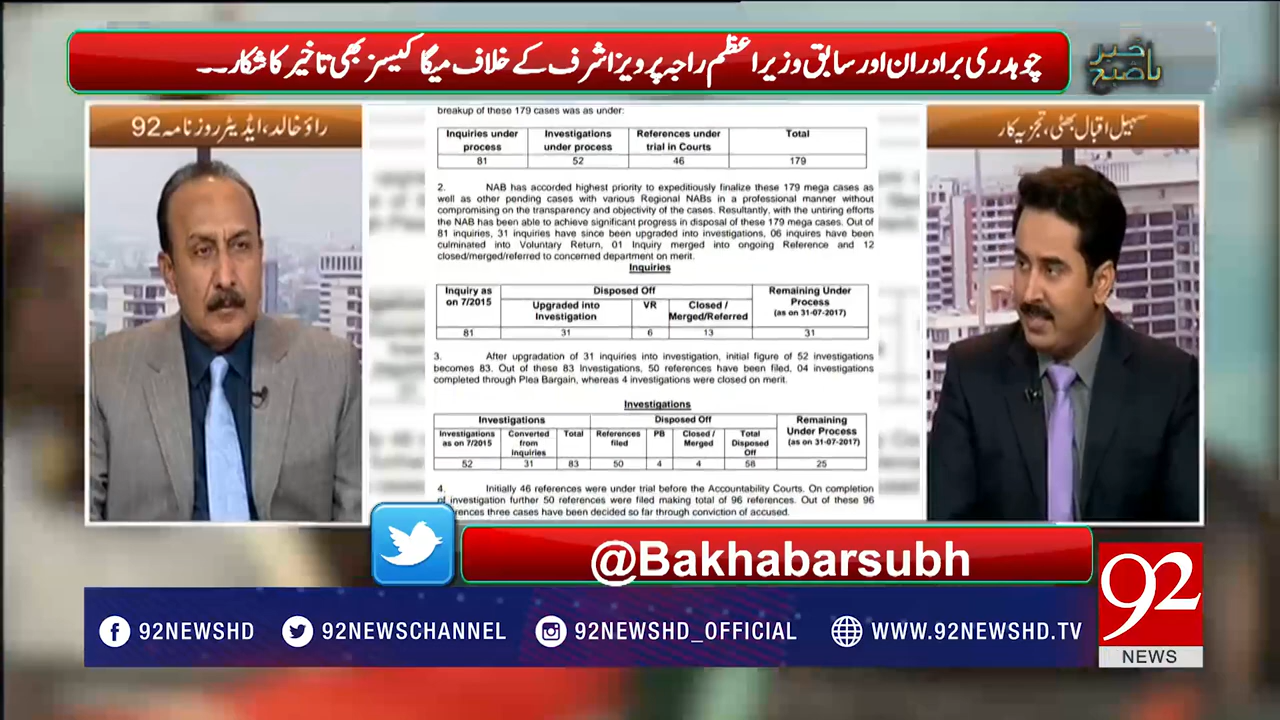 چوہدری برادران اور سابق وزیراعظم راجہ پرویز اشرف کے خلاف میگا کیسز بھی تاخیر کا شکار۔۔۔
باخبر صبح
راؤ خالد، ایڈیٹر روزنامہ 92
سہیل اقبال بھٹی، تجزیہ کار
breakup of these 179 cases was as under:
Inquiries under process Investigations under process References under trial in Courts Total
81 52 46 179
2. NAB has accorded highest priority to expeditiously finalize these 179 mega cases as
well as other pending cases with various Regional NABs in a professional manner without
compromising on the transparency and objectivity of the cases. Resultantly, with the untiring efforts
the NAB has been able to achieve significant progress in disposal of these 179 mega cases. Out of
81 inquiries, 31 inquiries have since been upgraded into investigations, 06 inquires have been
culminated into Voluntary Return, 01 Inquiry merged into ongoing Reference and 12
closed/merged/referred to concerned department on merit.
Inquiries
Inquiry as on 7/2015 Disposed Off Remaining Under Process (as on 31-07-2017)
Upgraded into Investigation VR Closed / Merged/Referred
81 31 6 13 31
3. After upgradation of 31 inquiries into investigation, initial figure of 52 investigations
becomes 83. Out of these 83 Investigations, 50 references have been filed, 04 investigations
completed through Plea Bargain, whereas 4 investigations were closed on merit.
Investigations
Investigations Disposed Off Remaining Under Process (as on 31-07-2017)
Investigations as on 7/2015 Converted from Inquiries Total References filed PB Closed / Merged Total Disposed Off
52 31 83 50 4 4 58 25
4. Initially 46 references were under trial before the Accountability Courts. On completion
of investigation further 50 references were filed making total of 96 references. Out of these 96
erences three cases have been decided so far through conviction of accused.
@Bakhabarsubh
92NEWSHD 92NEWSCHANNEL 92NEWSHD_OFFICIAL WWW.92NEWSHD.TV
92
NEWS